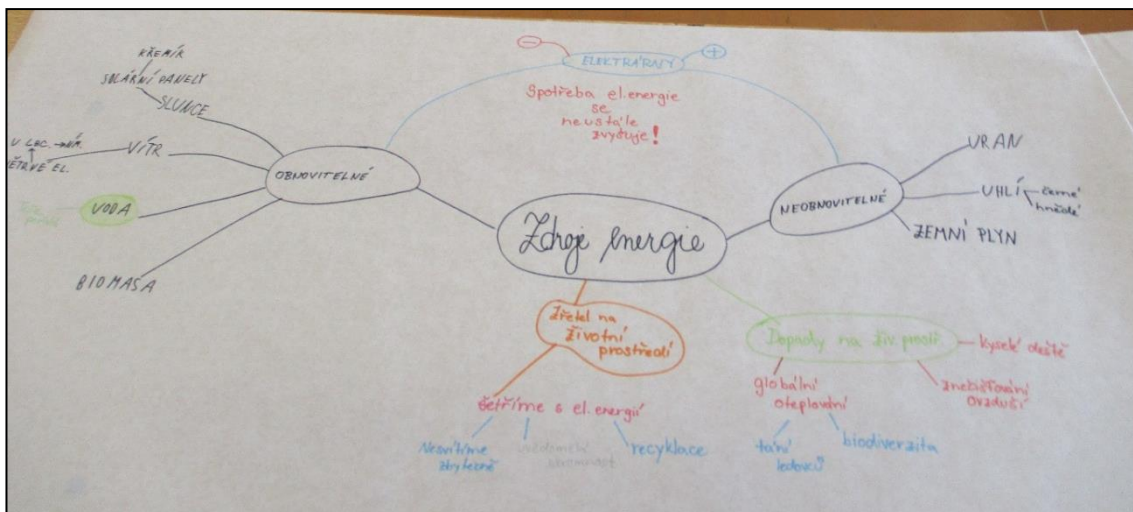 KŘEMÍK
SOLÁRNÍ PANELY
SLUNCE
VÍTR
ĚTRNÉ EL.
VODA
BIOMASA
OBNOVITELNÉ
ELEKTRÁRNY
Spotřeba el. energie
se
neustále
zvyšuje!
Zdroje energie
NEOBNOVITELNÉ
URAN
UHLÍ
černé
hnědé
ZEMNÍ PLYN
Zřetel na
životní
prostředí
šetříme s el. energií
Nesvítíme
zbytečně
recyklace
Dopady na živ. prostř.
kyselé deště
znečišťování
ovzduší
globální
oteplování
tání
ledovců
biodiverzita